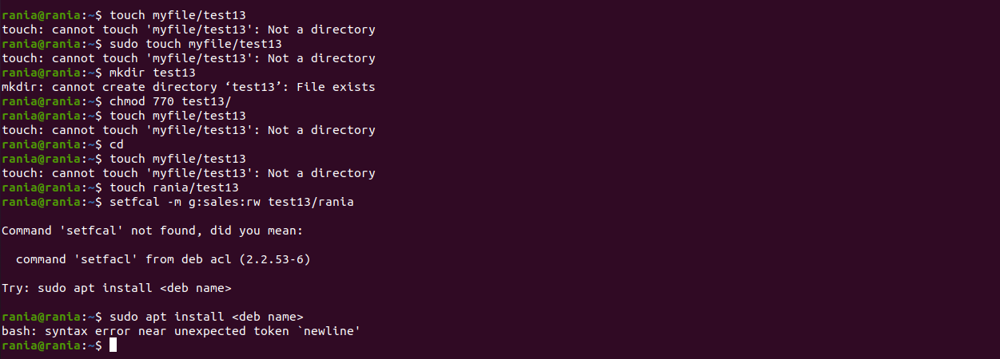 rania@rania:~$ touch myfile/test13
touch: cannot touch 'myfile/test13': Not a directory
rania@rania:~$ sudo touch myfile/test13
touch: cannot touch 'myfile/test13': Not a directory
rania@rania:~$ mkdir test13
mkdir: cannot create directory ‘test13’: File exists
rania@rania:~$ chmod 770 test13/
rania@rania:~$ touch myfile/test13
touch: cannot touch 'myfile/test13': Not a directory
rania@rania:~$ cd
rania@rania:~$ touch myfile/test13
touch: cannot touch 'myfile/test13': Not a directory
rania@rania:~$ touch rania/test13
rania@rania:~$ setfcal -m g:sales:rw test13/rania
Command 'setfcal' not found, did you mean:
command 'setfacl' from deb acl (2.2.53-6)
Try: sudo apt install <deb name>
rania@rania:~$ sudo apt install <deb name>
bash: syntax error near unexpected token `newline'
rania@rania:~$